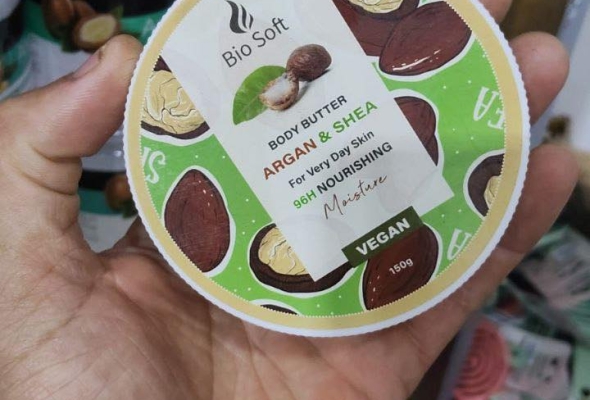 Bio Soft
BODY BUTTER
ARGAN & SHEA
For Very Day Skin
96H NOURISHING
Moisture
VEGAN
150g